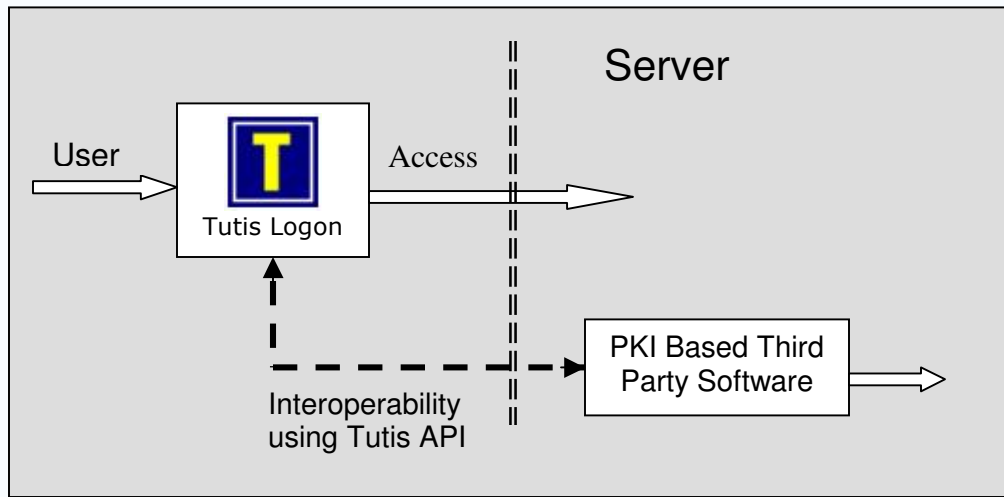 Server
User
T
Access
Tutis Logon
PKI Based Third
Party Software
Interoperability
using Tutis API